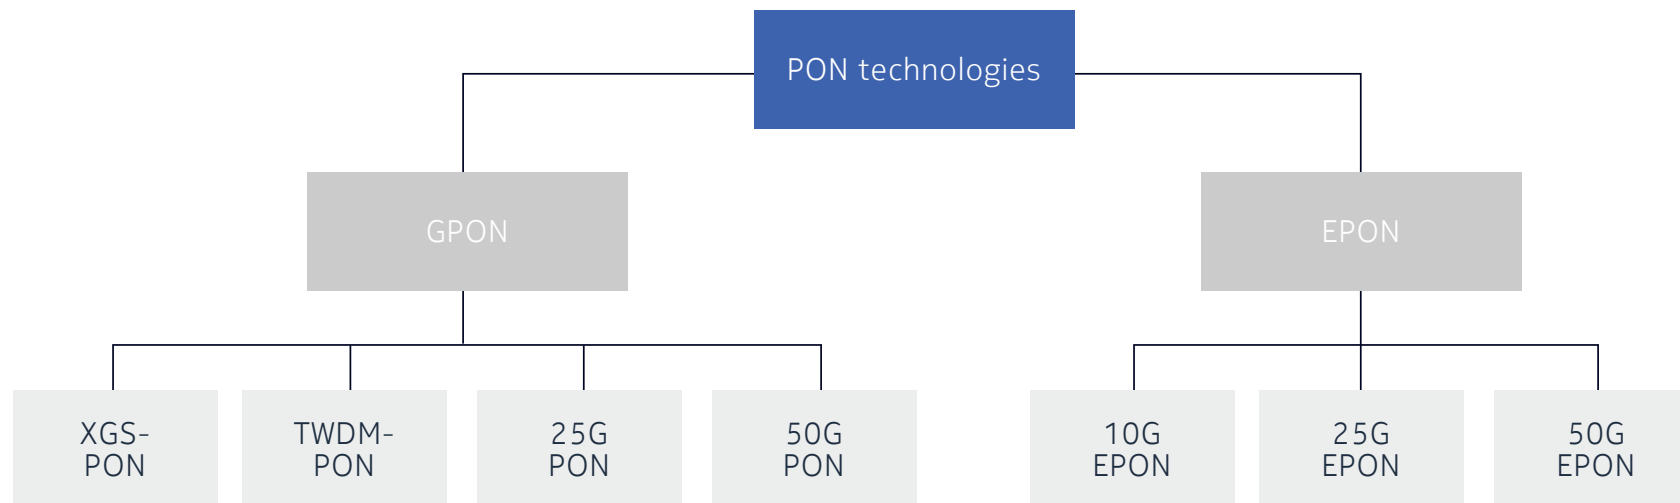 PON technologies
GPON
EPON
XGS-
PON
TWDM-
PON
25G
PON
50G
PON
10G
EPON
25G
EPON
50G
EPON